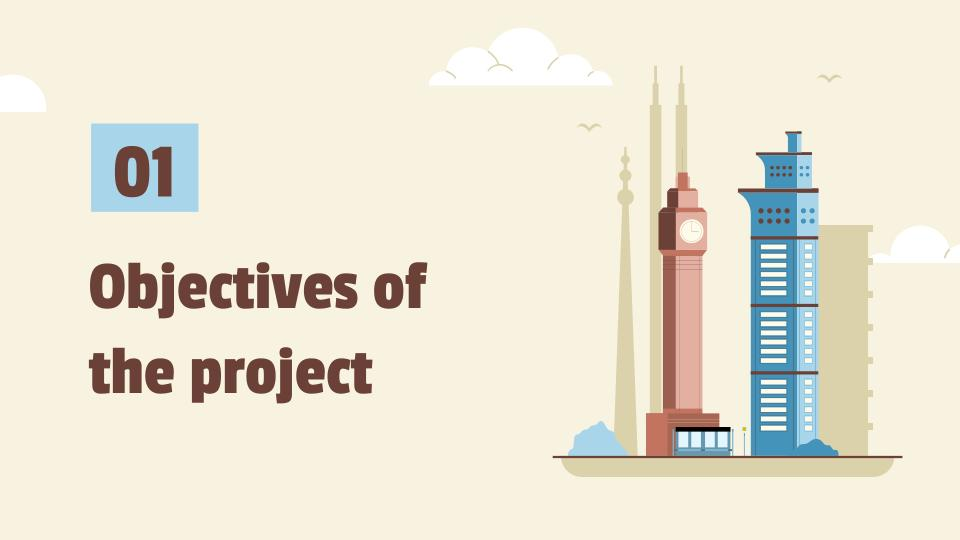 01
Objectives of
the project